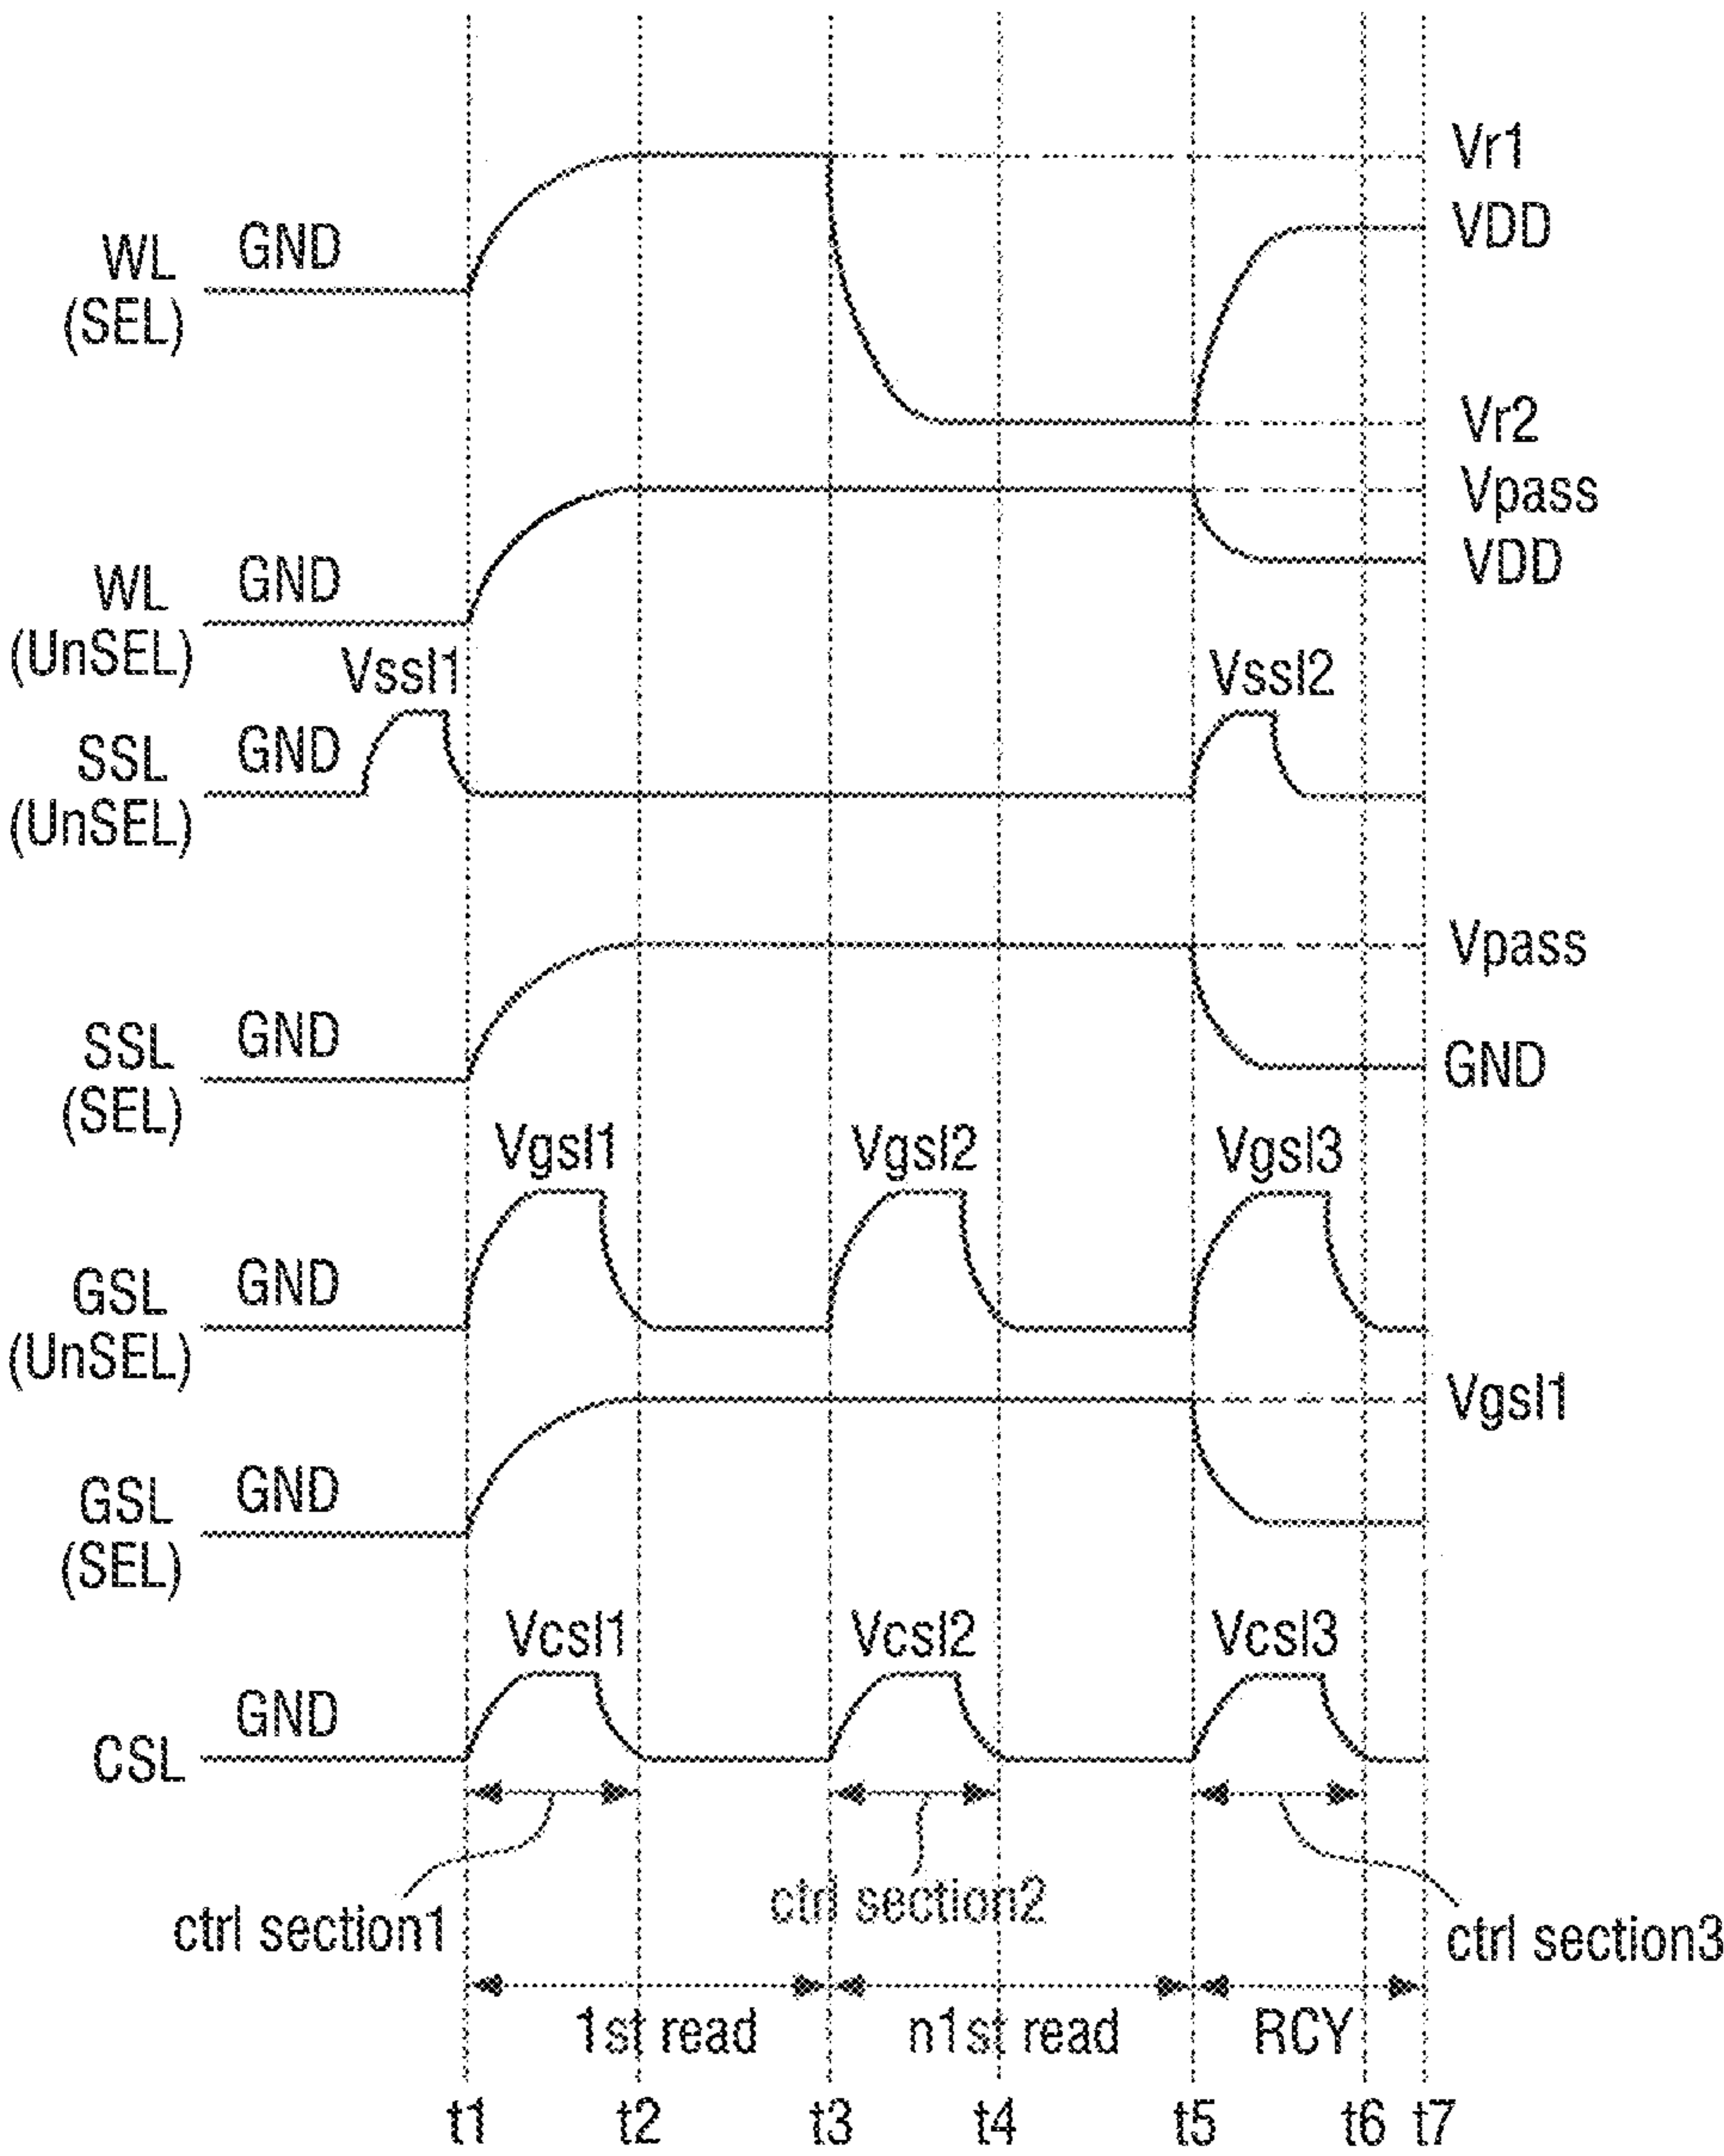 Vr1
VDD
GND
WL
(SEL)
Vr2
Vpass
VDD
GND
WL
(UnSEL)
Vssl1
Vssl2
GND
SSL
(UnSEL)
Vpass
GND
SSL
(SEL)
GND
Vgsl1
Vgsl2
Vgsl3
GND
GSL
(UnSEL)
Vgsl1
GND
GSL
(SEL)
Vcsl1
Vcsl2
Vcsl3
GND
CSL
ctrl section1
ctrl section2
ctrl section3
1st read
n1st read
RCY
t1 t2 t3 t4 t5 t6 t7